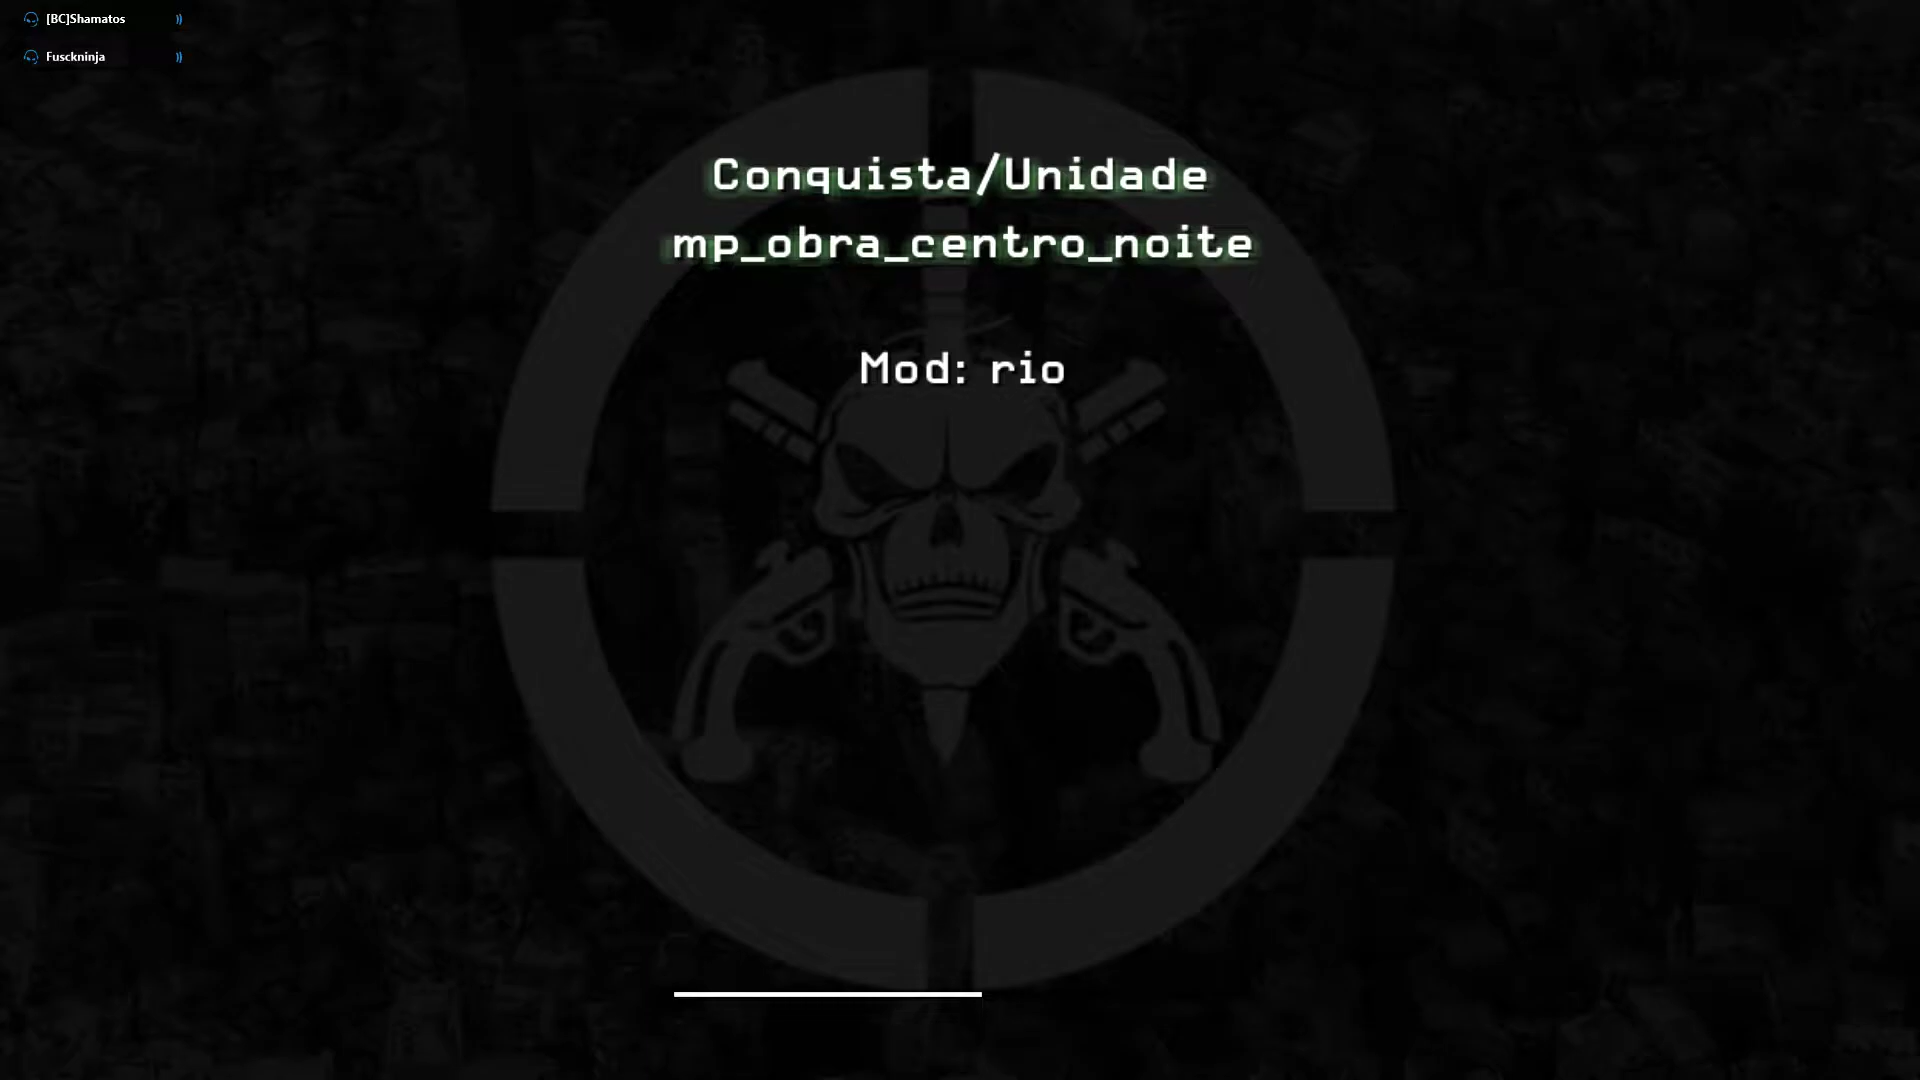 [BC]Shamatos
Fusckninja
Conquista/Unidade
mp_obra_centro_noite
Mod: rio